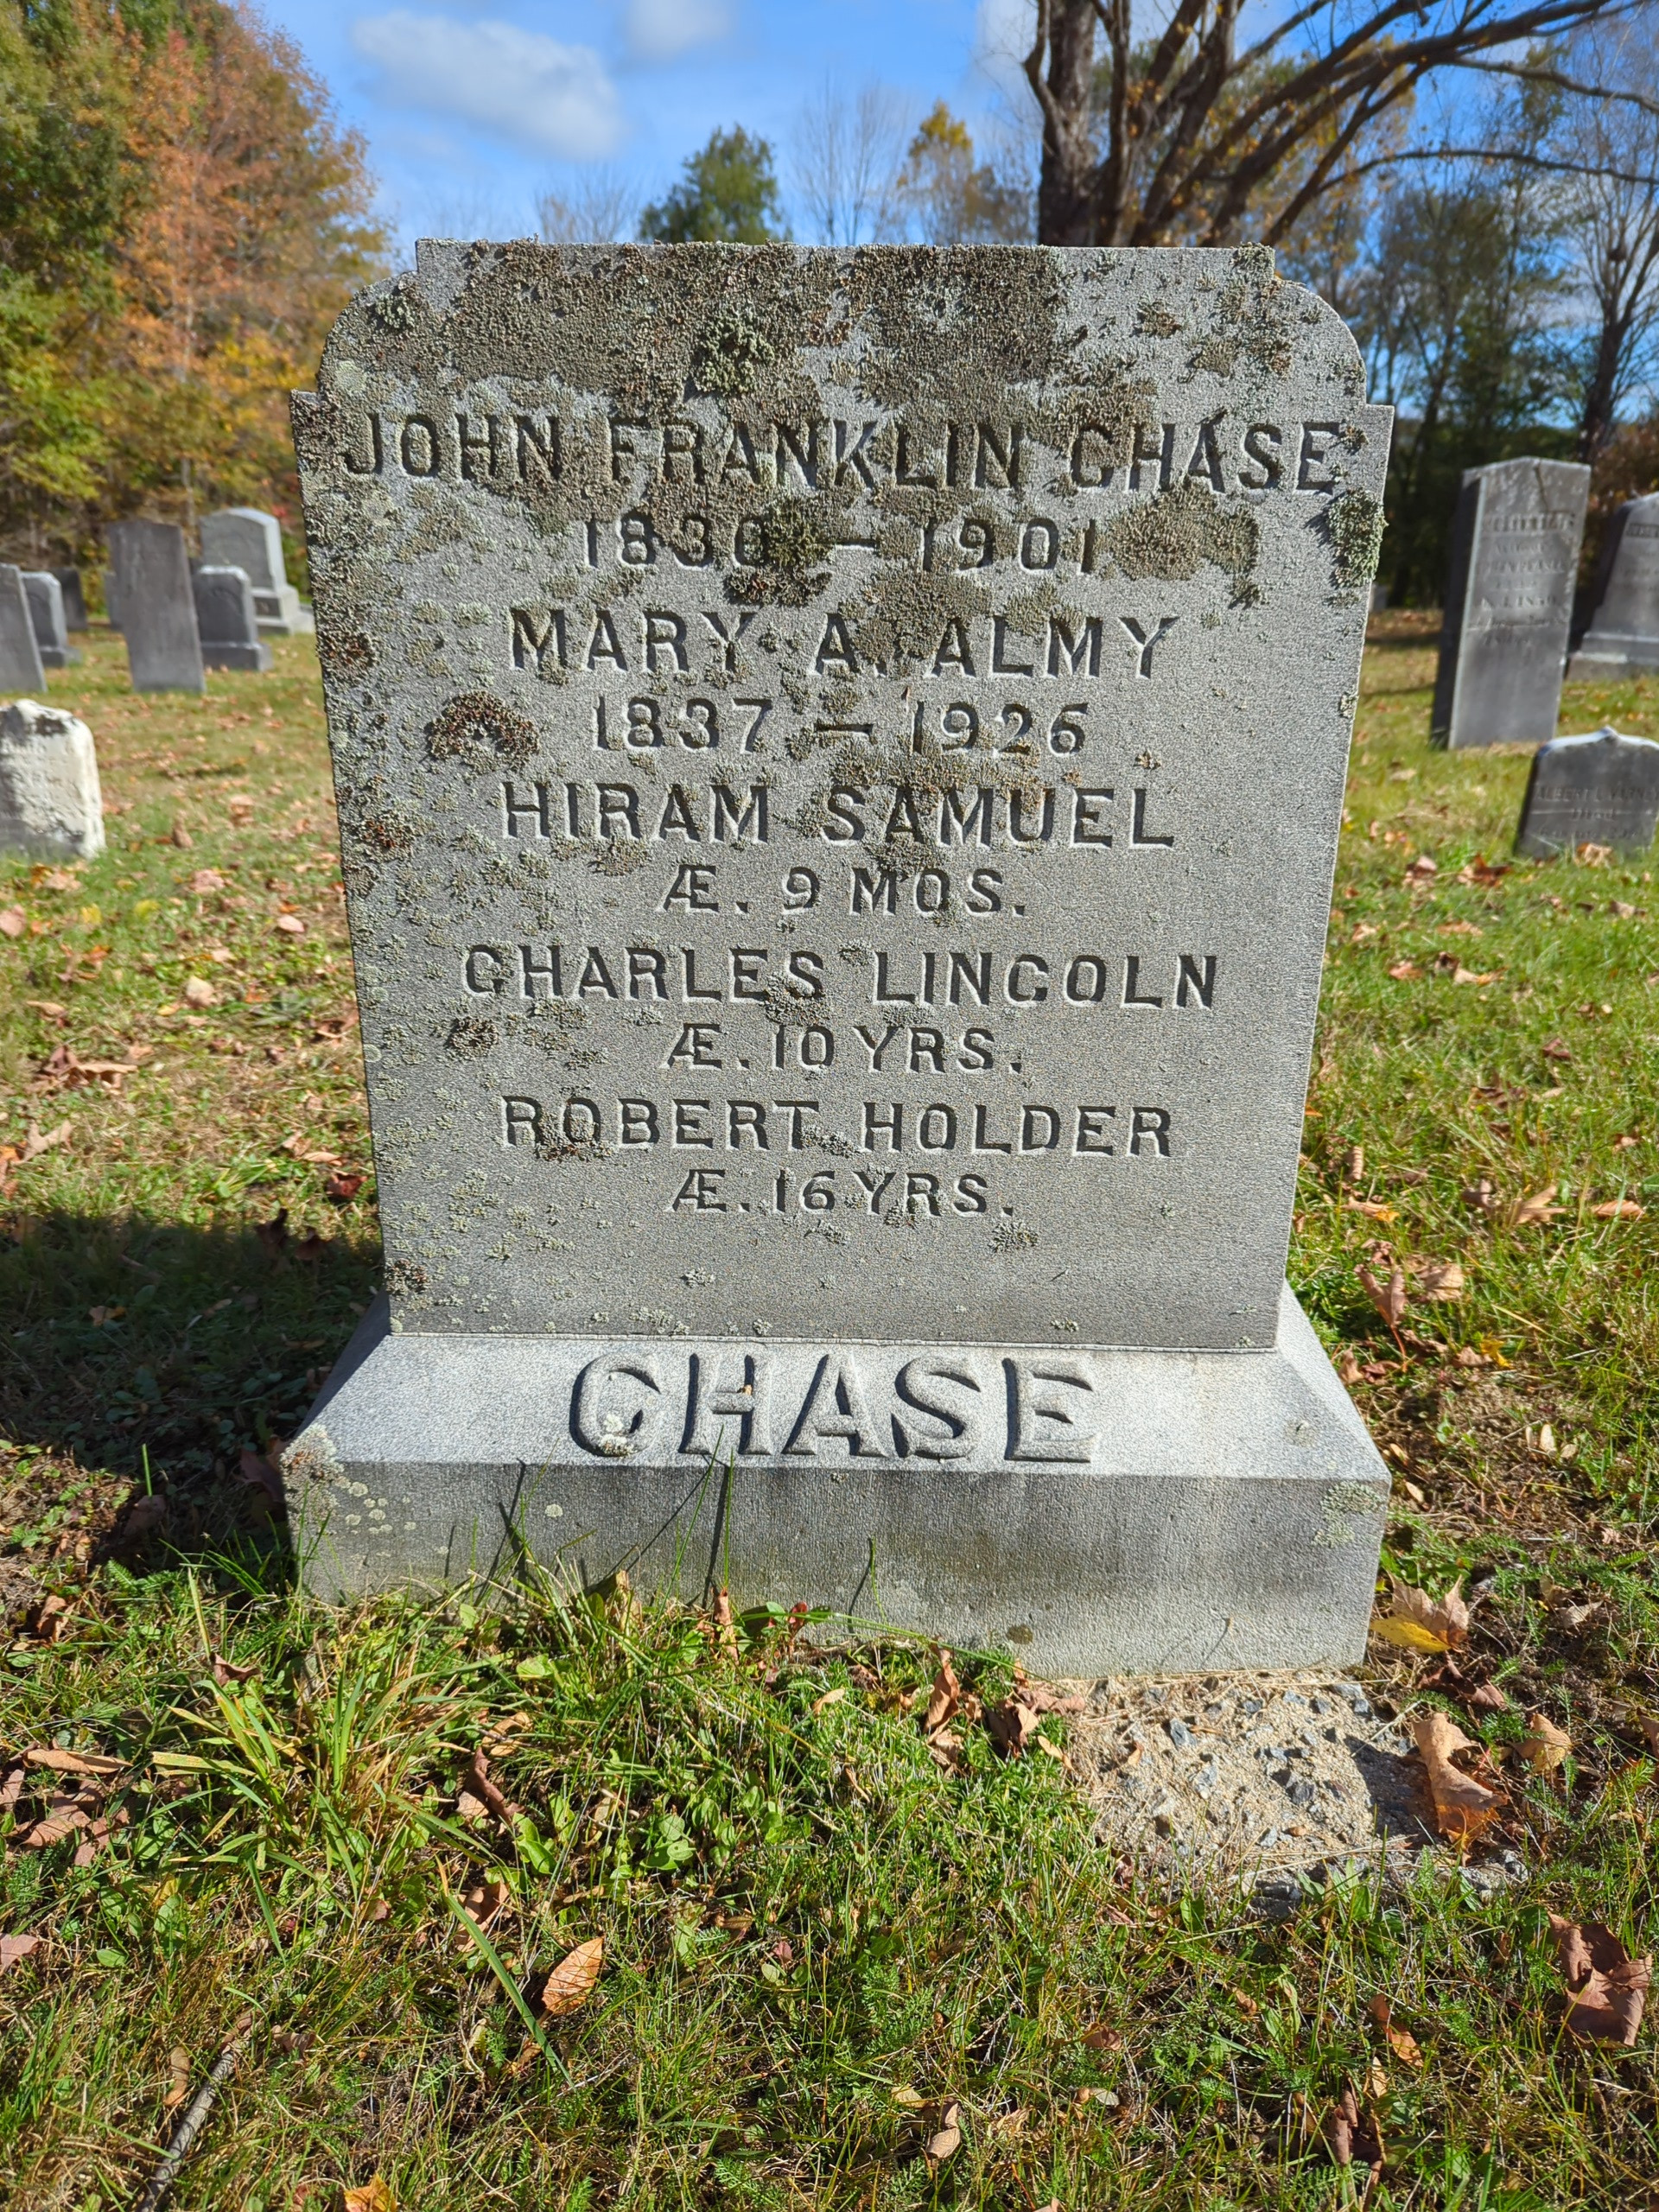 JOHN FRANKLIN CHASE
1830 — 1901
MARY A. ALMY
1837 — 1926
HIRAM SAMUEL
Æ. 9 MOS.
CHARLES LINCOLN
Æ. 10 YRS.
ROBERT HOLDER
Æ. 16 YRS.
CHASE